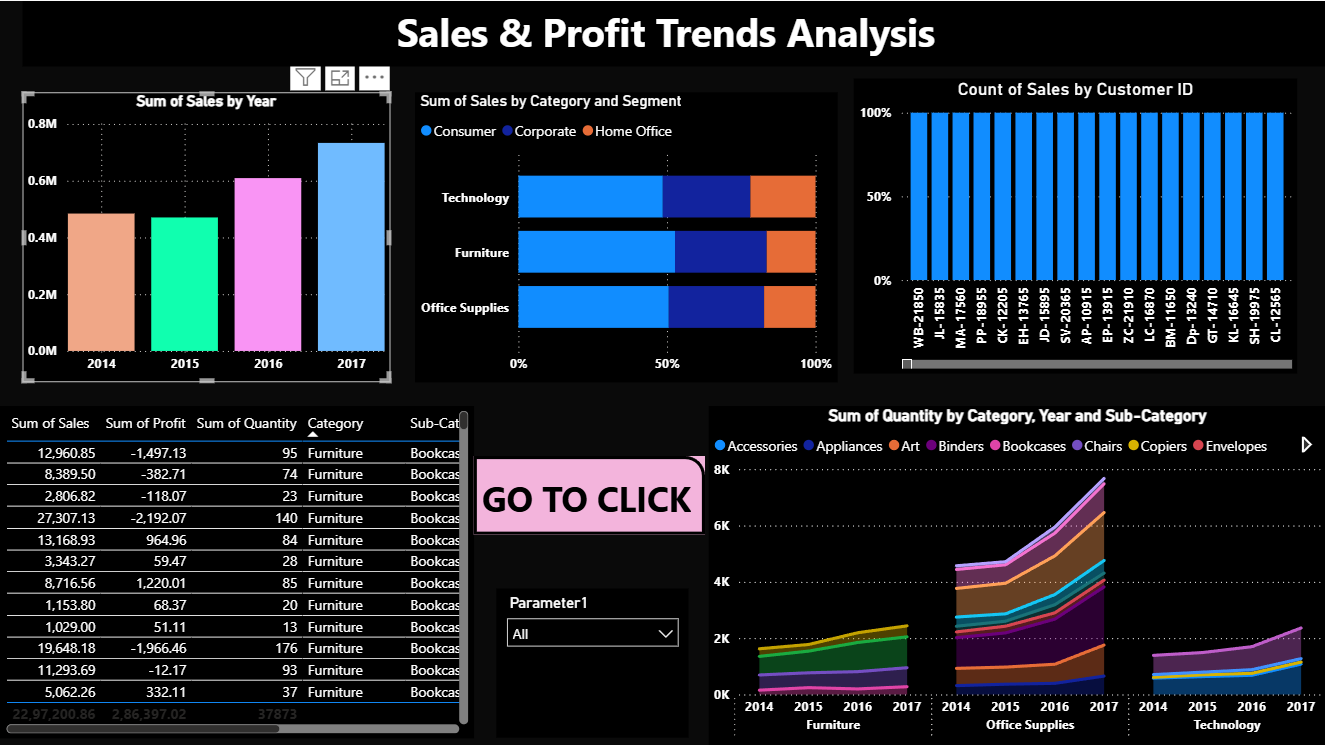 Sales & Profit Trends Analysis
Sum of Sales by Year
0.8M
0.6M
0.4M
0.2M
0.0M
2014 2015 2016 2017
Sum of Sales by Category and Segment
Consumer Corporate Home Office
Technology
Furniture
Office Supplies
0% 50% 100%
Count of Sales by Customer ID
100%
50%
0%
WB-21850
JL-15835
MA-17560
PP-18955
CK-12205
EH-13765
JD-15895
SV-20365
AP-10915
EP-13915
ZC-21910
LC-16870
BM-11650
Dp-13240
GT-14710
KL-16645
SH-19975
CL-12565
Sum of Sales Sum of Profit Sum of Quantity Category Sub-Cat
12,960.85 -1,497.13 95 Furniture Bookcas
8,389.50 -382.71 74 Furniture Bookcas
2,806.82 -118.07 23 Furniture Bookcas
27,307.13 -2,192.07 140 Furniture Bookcas
13,168.93 964.96 84 Furniture Bookcas
3,343.27 59.47 28 Furniture Bookcas
8,716.56 1,220.01 85 Furniture Bookcas
1,153.80 68.37 20 Furniture Bookcas
1,029.00 51.11 13 Furniture Bookcas
19,648.18 -1,966.46 176 Furniture Bookcas
11,293.69 -12.17 93 Furniture Bookcas
5,062.26 332.11 37 Furniture Bookcas
22,97,200.86 2,86,397.02 37873
GO TO CLICK
Parameter1
All
Sum of Quantity by Category, Year and Sub-Category
Accessories Appliances Art Binders Bookcases Chairs Copiers Envelopes
8K
6K
4K
2K
0K
2014 2015 2016 2017 2014 2015 2016 2017 2014 2015 2016 2017
Furniture Office Supplies Technology